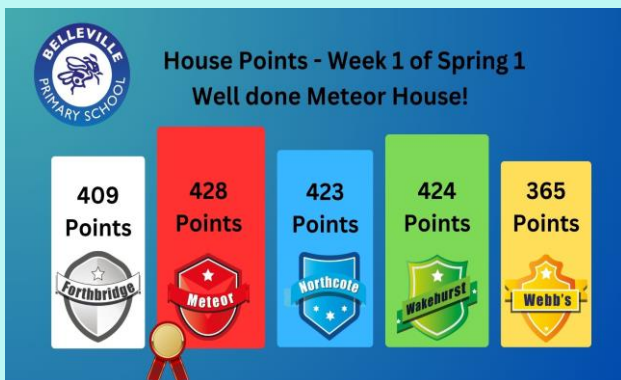 BELLEVILLE
PRIMARY SCHOOL
House Points - Week 1 of Spring 1
Well done Meteor House!
409
Points
Forthbridge
428
Points
Meteor
423
Points
Northcote
424
Points
Wakehurst
365
Points
Webb's